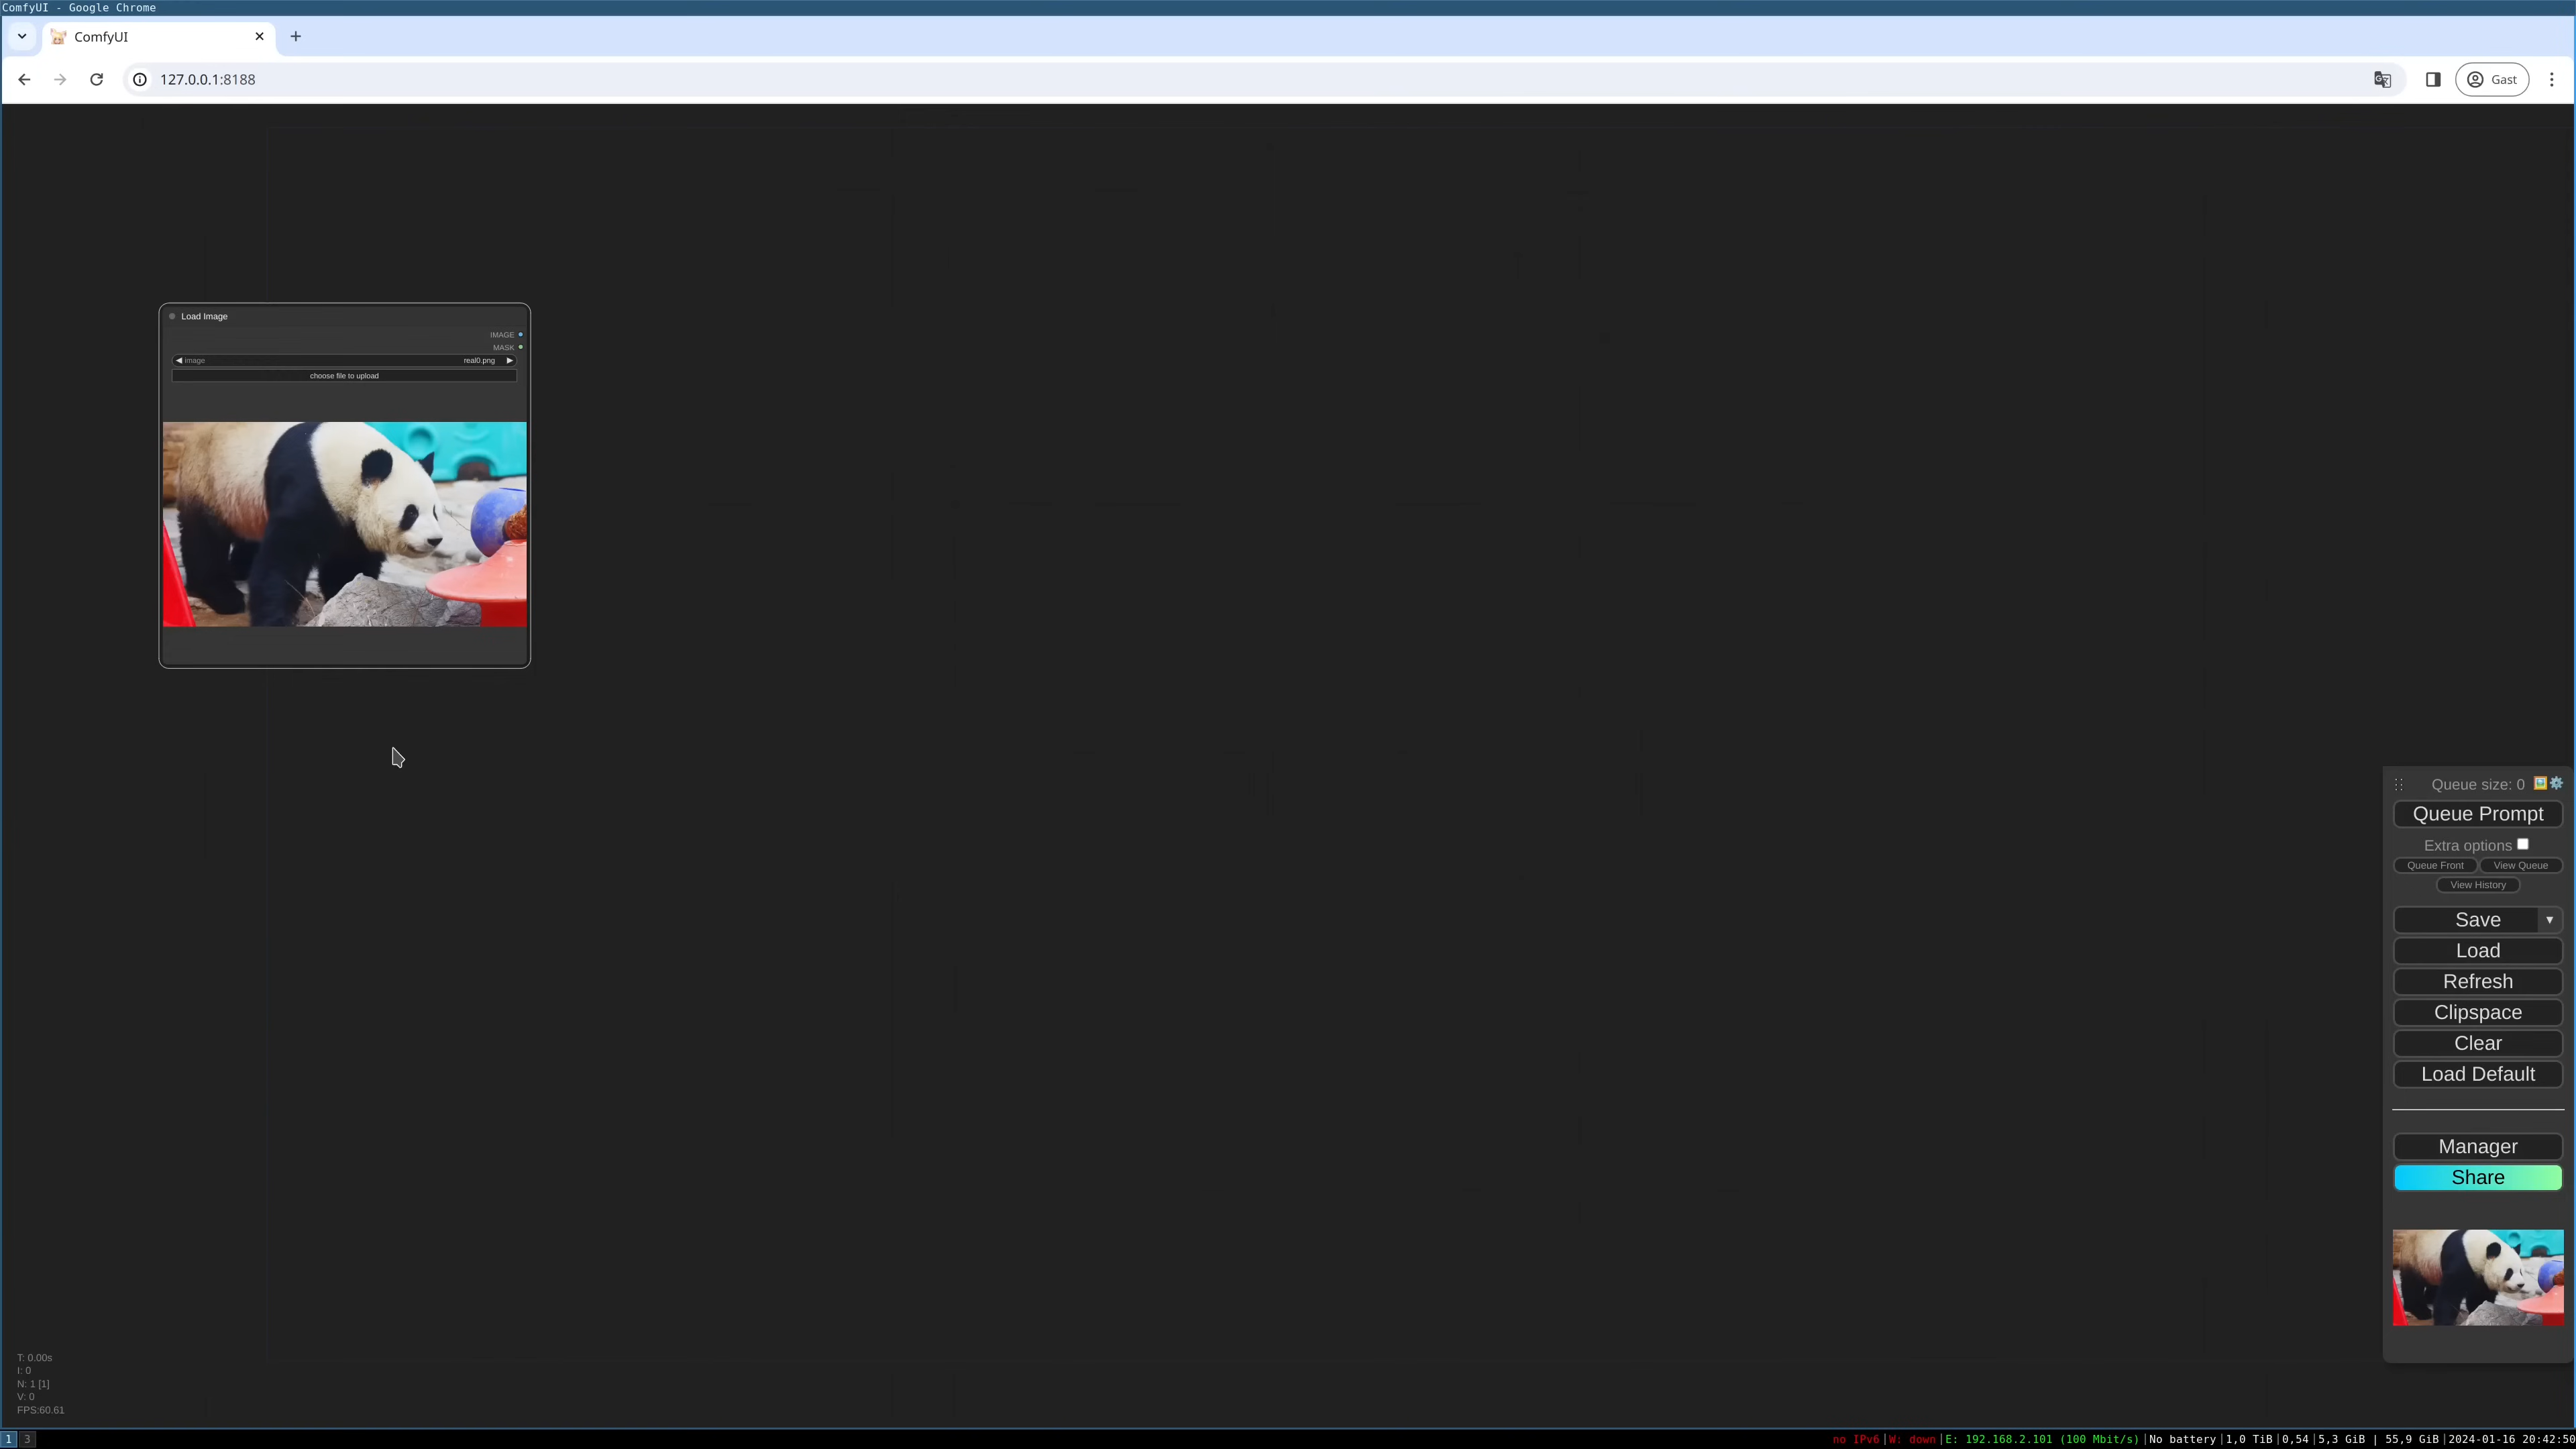 ComfyUI - Google Chrome
ComfyUI
127.0.0.1:8188
Gast
Load Image
IMAGE
MASK
image real0.png
choose file to upload
Queue size: 0
Queue Prompt
Extra options
Queue Front View Queue
View History
Save
Load
Refresh
Clipspace
Clear
Load Default
Manager
Share
T: 0.00s
I: 0
N: 1 [1]
V: 0
FPS:60.61
1 3 no IPv6|W: down|E: 192.168.2.101 (100 Mbit/s)|No battery|1,0 TiB|0,54|5,3 GiB | 55,9 GiB|2024-01-16 20:42:50